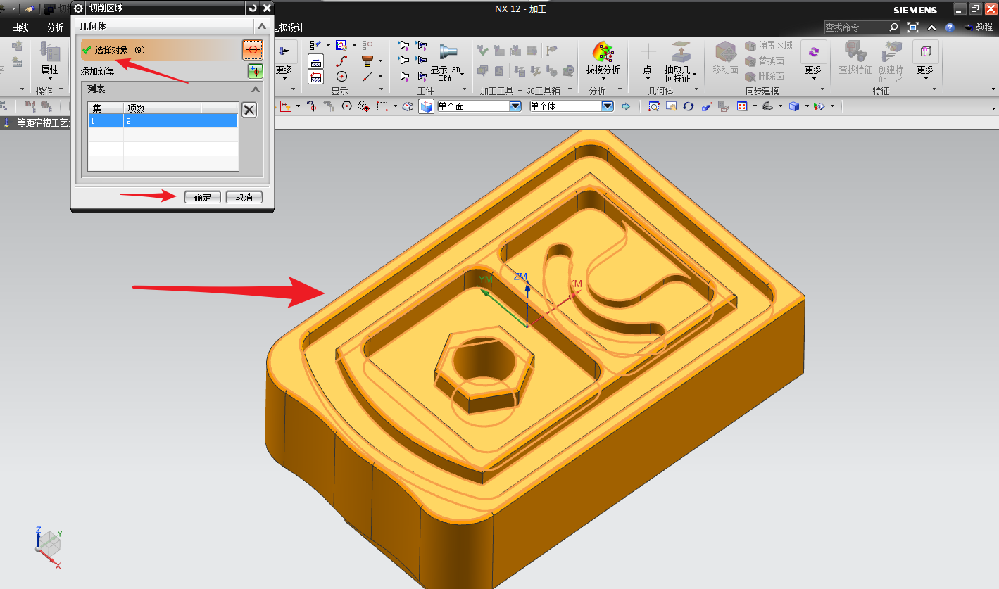 切削区域
NX 12 - 加工
SIEMENS
几何体
曲线
分析
电极设计
查找命令
教程
选择对象 (9)
添加新集
列表
集
项数
1
9
确定
取消
属性
操作
更多
显示
显示 3D
IPW
工件
加工工具 - GC工具箱
拔模分析
分析
点
抽取几
何特征
几何体
移动面
偏置区域
替换面
删除面
更多
同步建模
查找特征
创建特
征工艺
更多
特征
单个面
单个体
等距窄槽工艺
YM
ZM
XM
Z
Y
X